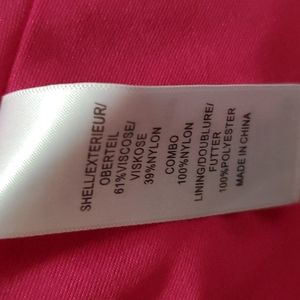 SHELL/EXTERIEUR/
OBERTEIL
61%VISCOSE/
VISKOSE
39%NYLON
COMBO
100%NYLON
LINING/DOUBLURE/
FUTTER
100%POLYESTER
MADE IN CHINA